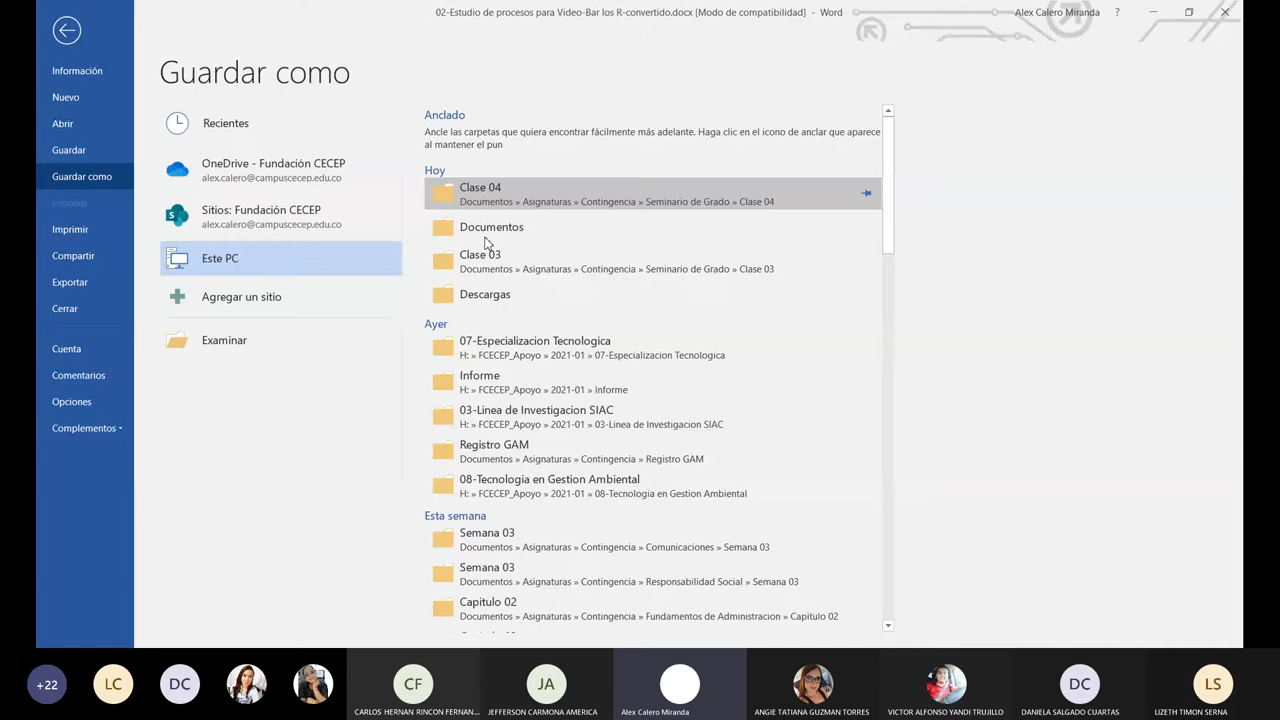 02-Estudio de procesos para Video-Bar los R-convertido.docx [Modo de compatibilidad] - Word
Alex Calero Miranda
?
Información
Nuevo
Abrir
Guardar
Guardar como
Historial
Imprimir
Compartir
Exportar
Cerrar
Cuenta
Comentarios
Opciones
Complementos
Guardar como
Recientes
OneDrive - Fundación CECEP
alex.calero@campuscecep.edu.co
Sitios: Fundación CECEP
alex.calero@campuscecep.edu.co
Este PC
Agregar un sitio
Examinar
Anclado
Ancle las carpetas que quiera encontrar fácilmente más adelante. Haga clic en el icono de anclar que aparece
al mantener el pun
Hoy
Clase 04
Documentos » Asignaturas » Contingencia » Seminario de Grado » Clase 04
Documentos
Clase 03
Documentos » Asignaturas » Contingencia » Seminario de Grado » Clase 03
Descargas
Ayer
07-Especializacion Tecnologica
H: » FCECEP_Apoyo » 2021-01 » 07-Especializacion Tecnologica
Informe
H: » FCECEP_Apoyo » 2021-01 » Informe
03-Linea de Investigacion SIAC
H: » FCECEP_Apoyo » 2021-01 » 03-Linea de Investigacion SIAC
Registro GAM
Documentos » Asignaturas » Contingencia » Registro GAM
08-Tecnologia en Gestion Ambiental
H: » FCECEP_Apoyo » 2021-01 » 08-Tecnologia en Gestion Ambiental
Esta semana
Semana 03
Documentos » Asignaturas » Contingencia » Comunicaciones » Semana 03
Semana 03
Documentos » Asignaturas » Contingencia » Responsabilidad Social » Semana 03
Capitulo 02
Documentos » Asignaturas » Contingencia » Fundamentos de Administracion » Capitulo 02
+22
LC
DC
CF
CARLOS HERNAN RINCON FERNAN...
JA
JEFFERSON CARMONA AMERICA
Alex Calero Miranda
ANGIE TATIANA GUZMAN TORRES
VICTOR ALFONSO YANDI TRUJILLO
DC
DANIELA SALGADO CUARTAS
LS
LIZETH TIMON SERNA